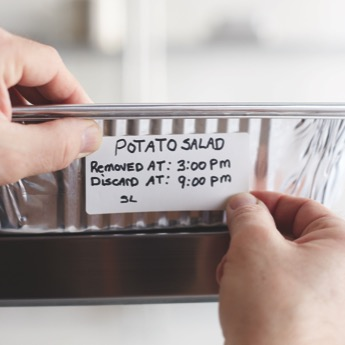 POTATO SALAD
REMOVED AT: 3:00 PM
DISCARD AT: 9:00 PM
SL